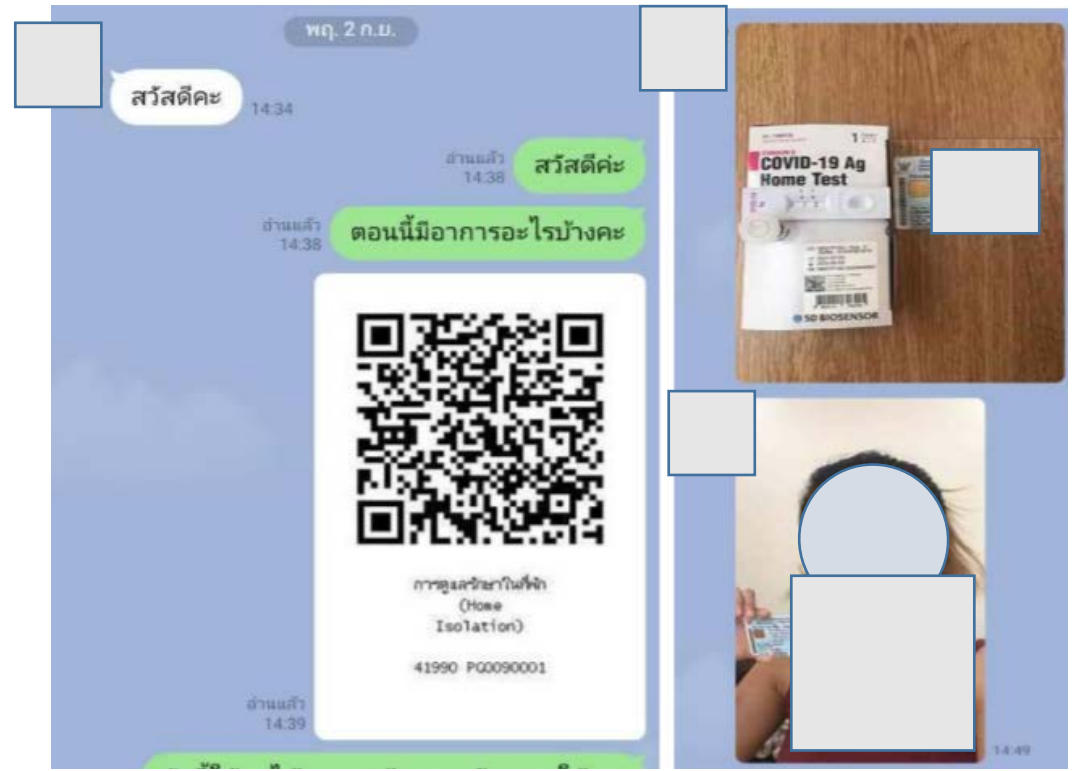 พฤ. 2 ก.ย.
สวัสดีคะ
14:34
อ่านแล้ว
14:38
สวัสดีค่ะ
อ่านแล้ว
14:38
ตอนนี้มีอาการอะไรบ้างคะ
การดูแลรักษาในที่พัก
(Home
Isolation)
41990 PG0090001
อ่านแล้ว
14:39
COVID-19 Ag
Home Test
SD BIOSENSOR
14:49